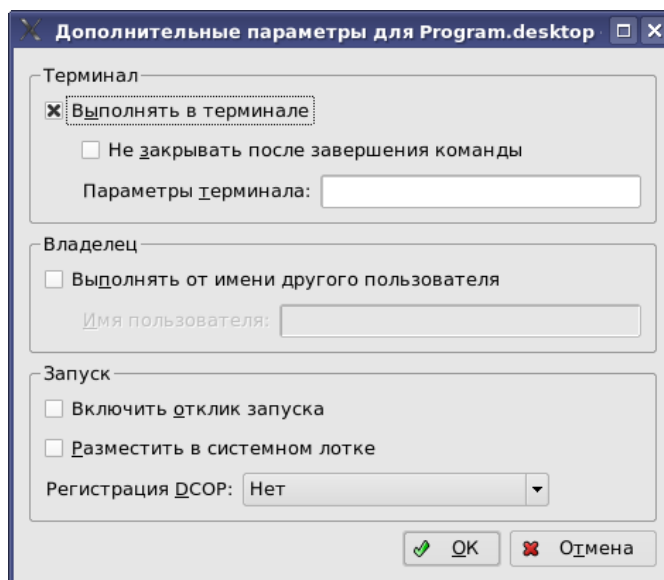 Дополнительные параметры для Program.desktop
Терминал
Выполнять в терминале
Не закрывать после завершения команды
Параметры терминала:
Владелец
Выполнять от имени другого пользователя
Имя пользователя:
Запуск
Включить отклик запуска
Разместить в системном лотке
Регистрация DCOP: Нет
OK Отмена